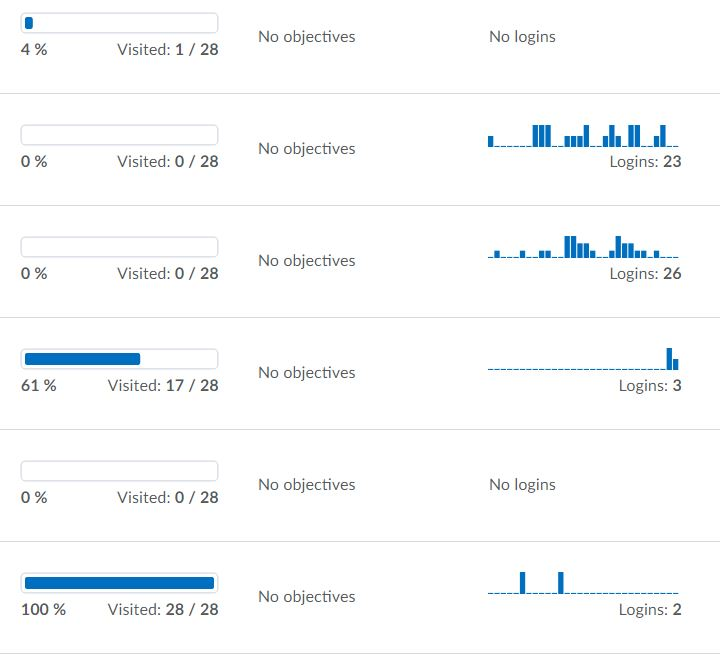 No objectives
No logins
4 %
Visited: 1 / 28
No objectives
0 %
Visited: 0 / 28
Logins: 23
No objectives
0 %
Visited: 0 / 28
Logins: 26
No objectives
61 %
Visited: 17 / 28
Logins: 3
No objectives
No logins
0 %
Visited: 0 / 28
No objectives
100 %
Visited: 28 / 28
Logins: 2